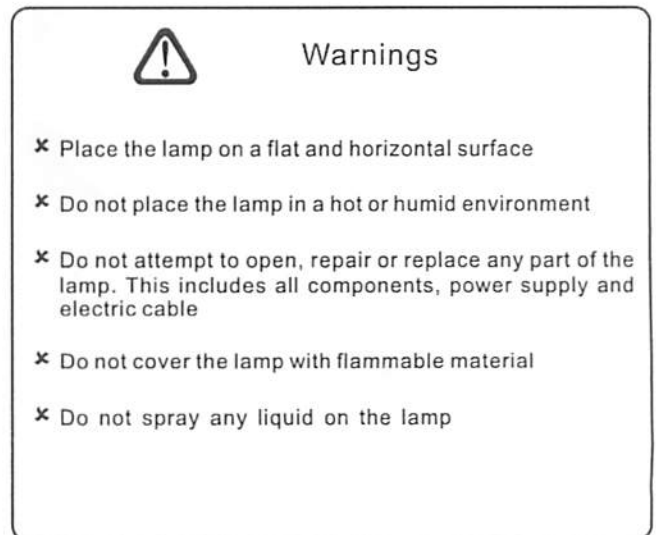 Warnings
× Place the lamp on a flat and horizontal surface
× Do not place the lamp in a hot or humid environment
× Do not attempt to open, repair or replace any part of the
lamp. This includes all components, power supply and
electric cable
× Do not cover the lamp with flammable material
× Do not spray any liquid on the lamp